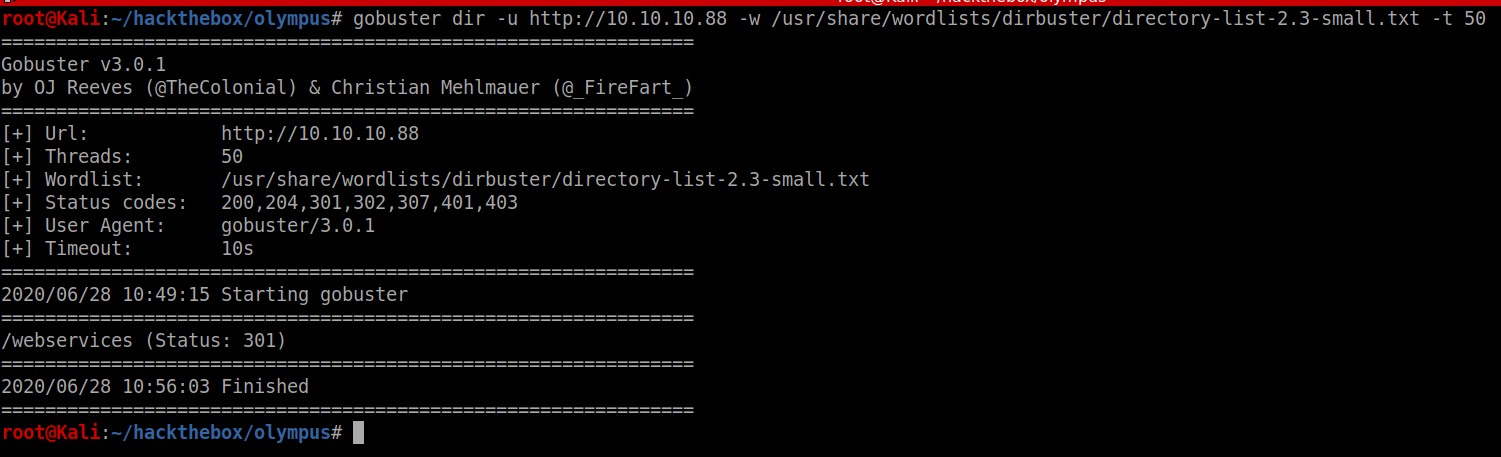 root@Kali:~/hackthebox/olympus# gobuster dir -u http://10.10.10.88 -w /usr/share/wordlists/dirbuster/directory-list-2.3-small.txt -t 50
===============================================================
Gobuster v3.0.1
by OJ Reeves (@TheColonial) & Christian Mehlmauer (@_FireFart_)
===============================================================
[+] Url:            http://10.10.10.88
[+] Threads:        50
[+] Wordlist:       /usr/share/wordlists/dirbuster/directory-list-2.3-small.txt
[+] Status codes:   200,204,301,302,307,401,403
[+] User Agent:     gobuster/3.0.1
[+] Timeout:        10s
===============================================================
2020/06/28 10:49:15 Starting gobuster
===============================================================
/webservices (Status: 301)
===============================================================
2020/06/28 10:56:03 Finished
===============================================================
root@Kali:~/hackthebox/olympus#